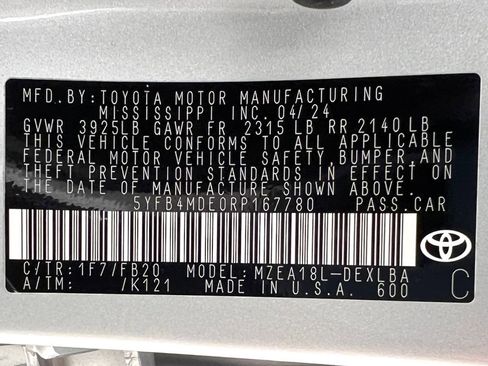 MFD.BY:TOYOTA MOTOR MANUFACTURING
MISSISSIPPI INC. 04/24
GVWR 3925LB GAWR FR 2315 LB RR 2140 LB
THIS VEHICLE CONFORMS TO ALL APPLICABLE
FEDERAL MOTOR VEHICLE SAFETY, BUMPER, AND
THEFT PREVENTION STANDARDS IN EFFECT ON
THE DATE OF MANUFACTURE SHOWN ABOVE.
5YFB4MDE0RP167780 PASS.CAR
C/TR:1F7/FB20 MODEL:MZEA18L-DEXLBA
A/TM: /K121 MADE IN U.S.A. 600 C